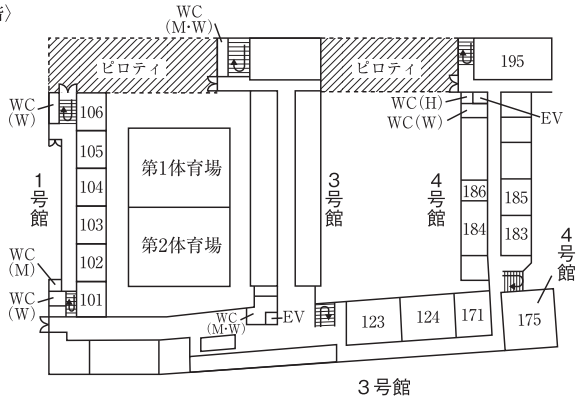 〉
WC
(M・W)
ピロティ
ピロティ
195
WC
(W)
106
WC(H)
EV
WC(W)
105
第1体育場
1号館
104
3号館
4号館
186
185
103
184
183
第2体育場
4号館
WC
(M)
102
WC
(W)
101
WC
(M・W)
EV
123
124
171
175
3号館